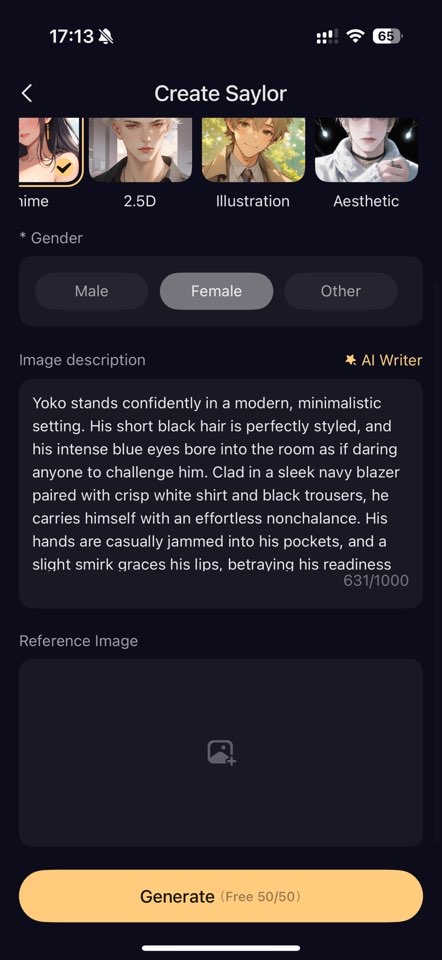 17:13
65
Create Saylor
nime
2.5D
Illustration
Aesthetic
* Gender
Male
Female
Other
Image description
AI Writer
Yoko stands confidently in a modern, minimalistic
setting. His short black hair is perfectly styled, and
his intense blue eyes bore into the room as if daring
anyone to challenge him. Clad in a sleek navy blazer
paired with crisp white shirt and black trousers, he
carries himself with an effortless nonchalance. His
hands are casually jammed into his pockets, and a
slight smirk graces his lips, betraying his readiness
631/1000
Reference Image
Generate (Free 50/50)